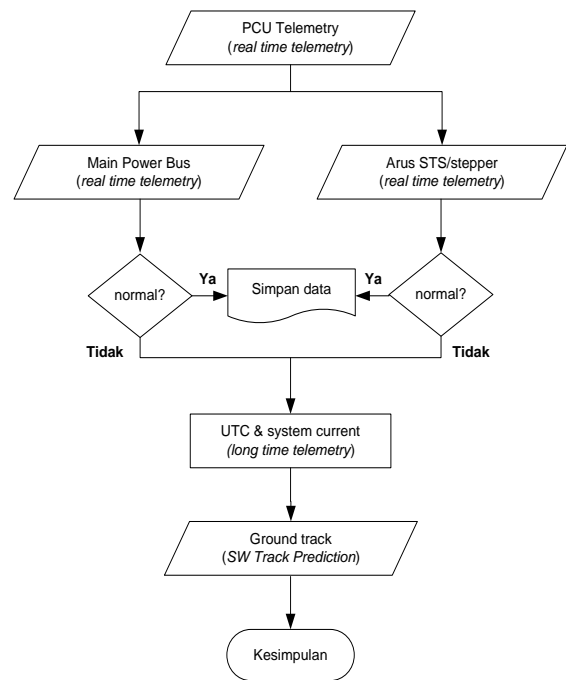 PCU Telemetry
(real time telemetry)
Main Power Bus
(real time telemetry)
Arus STS/stepper
(real time telemetry)
normal?
Ya
Simpan data
Ya
normal?
Tidak
Tidak
UTC & system current
(long time telemetry)
Ground track
(SW Track Prediction)
Kesimpulan